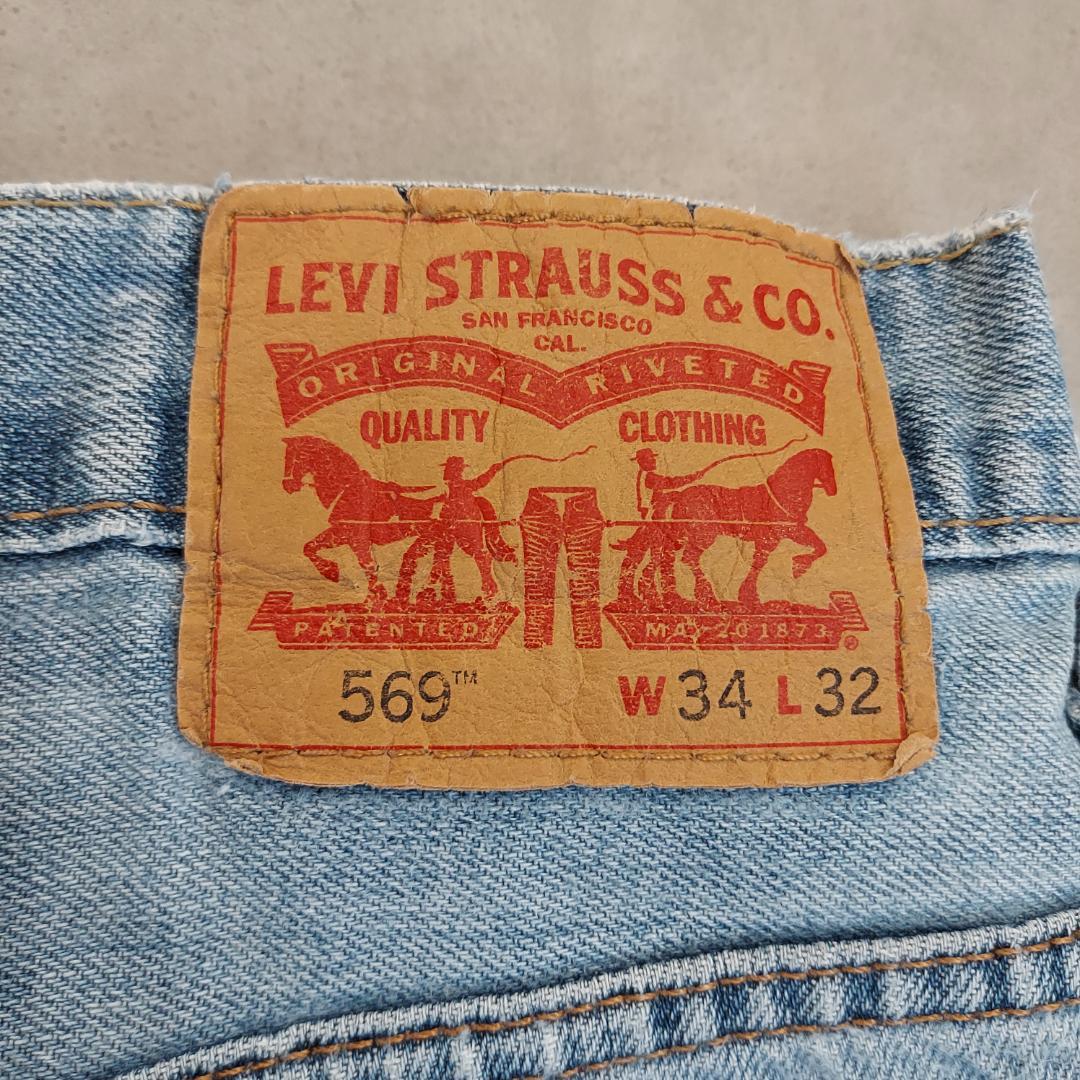 LEVI STRAUSS & CO.
SAN FRANCISCO
CAL.
ORIGINAL RIVETED
QUALITY CLOTHING
PATENTED MAY 20 1873 ®
569™ W 34 L 32